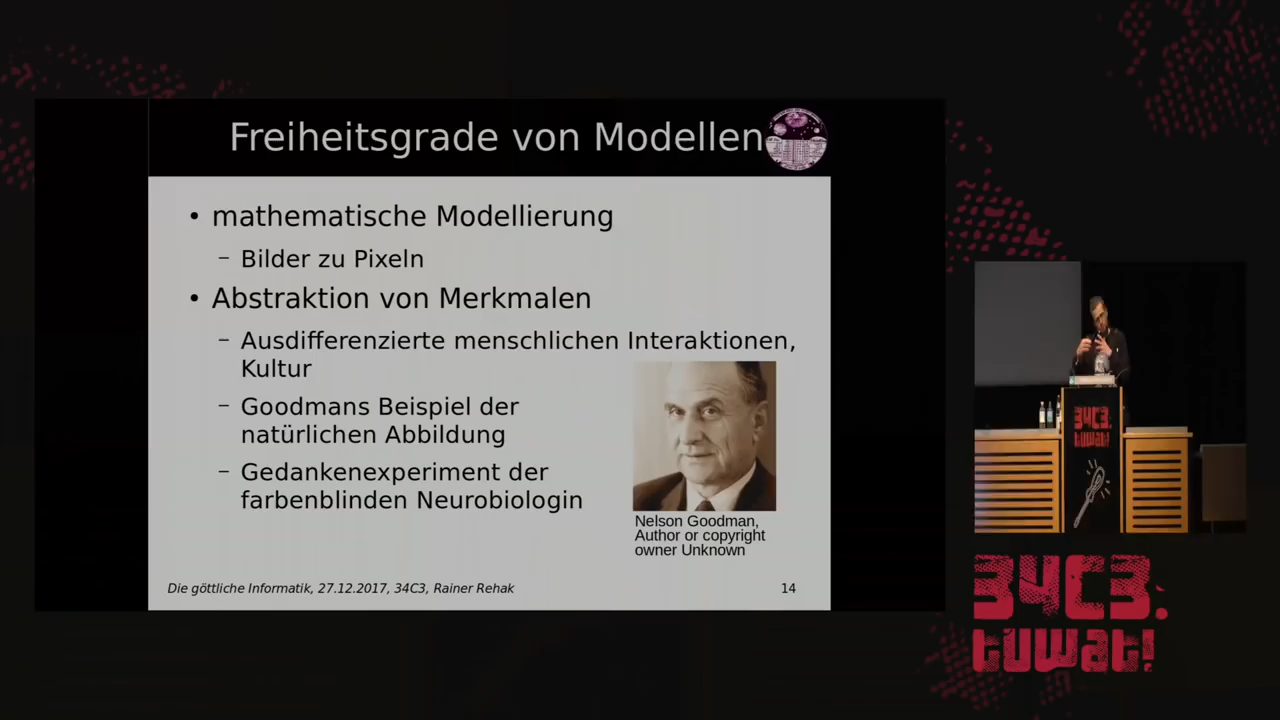 Freiheitsgrade von Modellen
• mathematische Modellierung
– Bilder zu Pixeln
• Abstraktion von Merkmalen
– Ausdifferenzierte menschlichen Interaktionen,
Kultur
– Goodmans Beispiel der
natürlichen Abbildung
– Gedankenexperiment der
farbenblinden Neurobiologin
Nelson Goodman,
Author or copyright
owner Unknown
Die göttliche Informatik, 27.12.2017, 34C3, Rainer Rehak
14
34C3.
tuwat!
34C3.
tuwat!